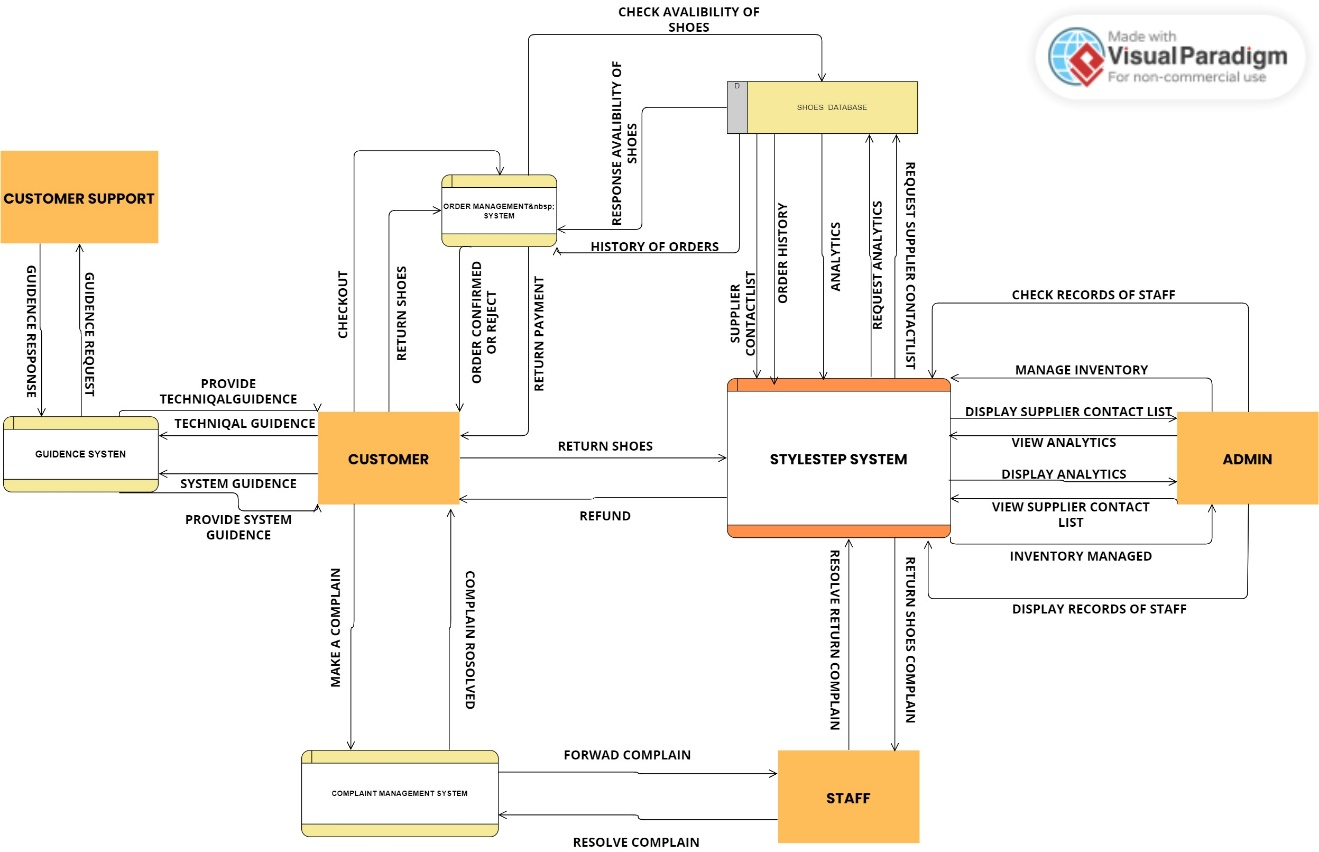 CHECK AVALIBILITY OF
SHOES
Made with
VisualParadigm
For non-commercial use
D
SHOES DATABASE
RESPONSE AVALIBILITY OF
SHOES
CUSTOMER SUPPORT
ORDER MANAGEMENT&nbsp;
SYSTEM
HISTORY OF ORDERS
GUIDENCE RESPONSE
GUIDENCE REQUEST
CHECKOUT
RETURN SHOES
ORDER CONFIRMED
OR REJECT
RETURN PAYMENT
SUPPLIER
CONTACTLIST
ORDER HISTORY
ANALYTICS
REQUEST ANALYTICS
REQUEST SUPPLIER CONTACTLIST
CHECK RECORDS OF STAFF
MANAGE INVENTORY
PROVIDE
TECHNIQALGUIDENCE
TECHNIQAL GUIDENCE
DISPLAY SUPPLIER CONTACT LIST
VIEW ANALYTICS
GUIDENCE SYSTEN
CUSTOMER
RETURN SHOES
STYLESTEP SYSTEM
ADMIN
DISPLAY ANALYTICS
SYSTEM GUIDENCE
VIEW SUPPLIER CONTACT
LIST
PROVIDE SYSTEM
GUIDENCE
REFUND
INVENTORY MANAGED
MAKE A COMPLAIN
COMPLAIN ROSOLVED
RESOLVE RETURN COMPLAIN
RETURN SHOES COMPLAIN
DISPLAY RECORDS OF STAFF
FORWAD COMPLAIN
COMPLAINT MANAGEMENT SYSTEM
STAFF
RESOLVE COMPLAIN